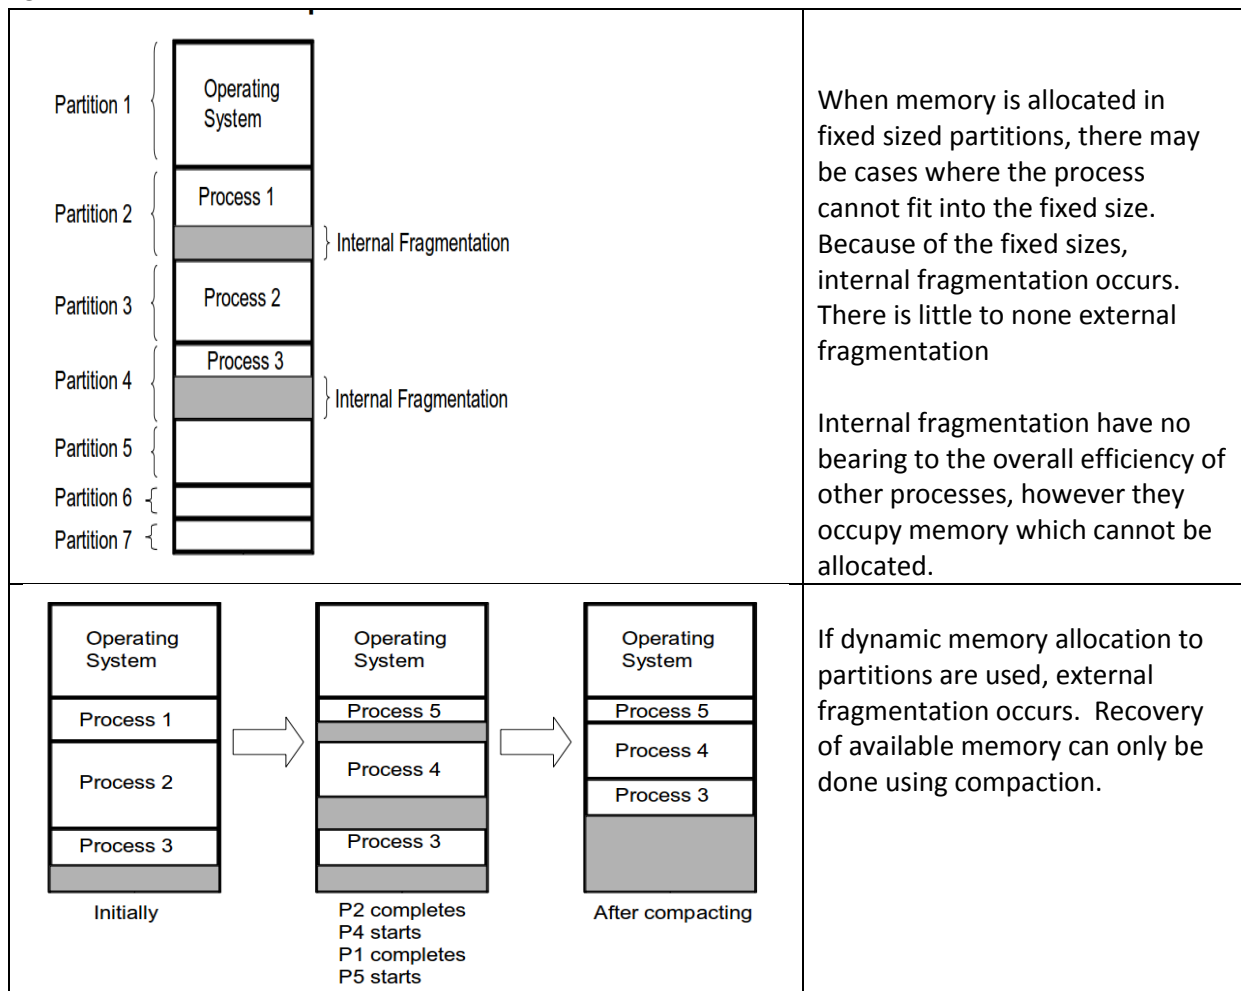 Partition 1
Operating
System
Partition 2
Process 1
Internal Fragmentation
Partition 3
Process 2
Partition 4
Process 3
Internal Fragmentation
Partition 5
Partition 6
Partition 7
When memory is allocated in
fixed sized partitions, there may
be cases where the process
cannot fit into the fixed size.
Because of the fixed sizes,
internal fragmentation occurs.
There is little to none external
fragmentation
Internal fragmentation have no
bearing to the overall efficiency of
other processes, however they
occupy memory which cannot be
allocated.
Operating
System
Process 1
Process 2
Process 3
Initially
Operating
System
Process 5
Process 4
Process 3
P2 completes
P4 starts
P1 completes
P5 starts
Operating
System
Process 5
Process 4
Process 3
After compacting
If dynamic memory allocation to
partitions are used, external
fragmentation occurs.  Recovery
of available memory can only be
done using compaction.